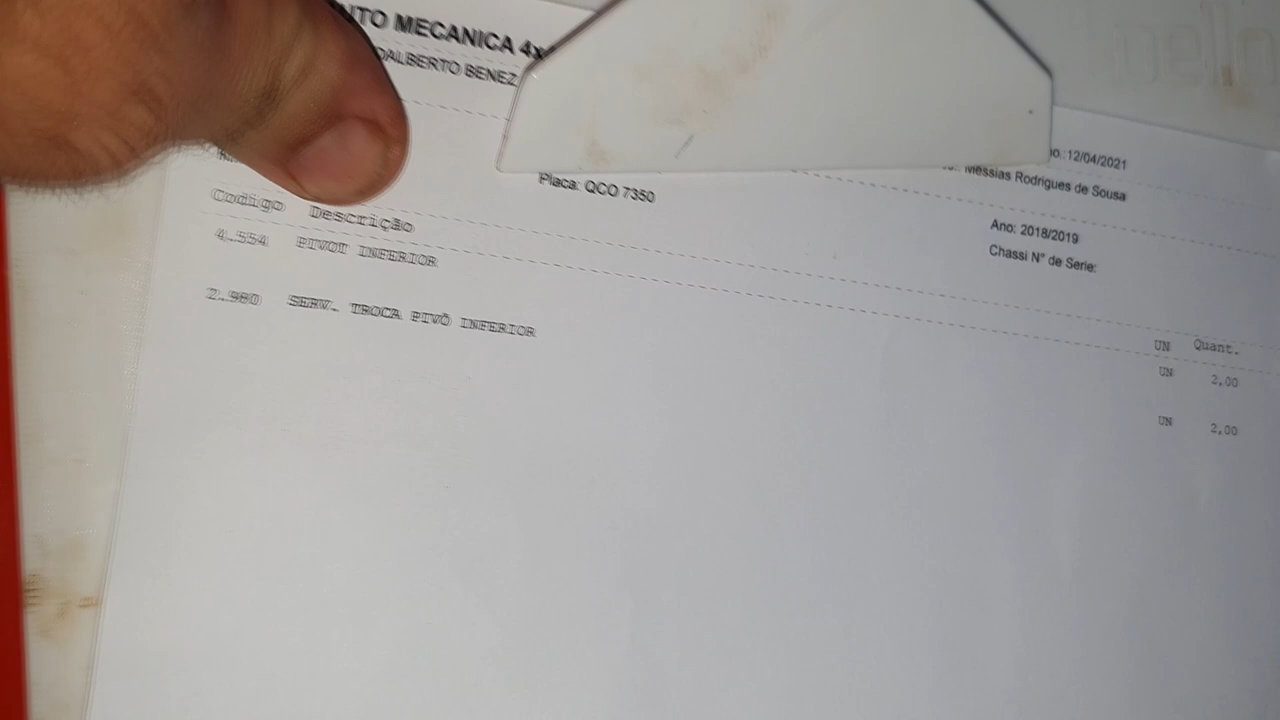 NTO MECANICA 4x4
DALBERTO BENEZ
o.:12/04/2021
Messias Rodrigues de Sousa
Placa: QCO 7350
Ano: 2018/2019
Chassi N° de Serie:
Codigo Descrição UN Quant.
4.554 PIVOT INFERIOR UN 2,00
2.980 SERV. TROCA PIVÔ INFERIOR UN 2,00